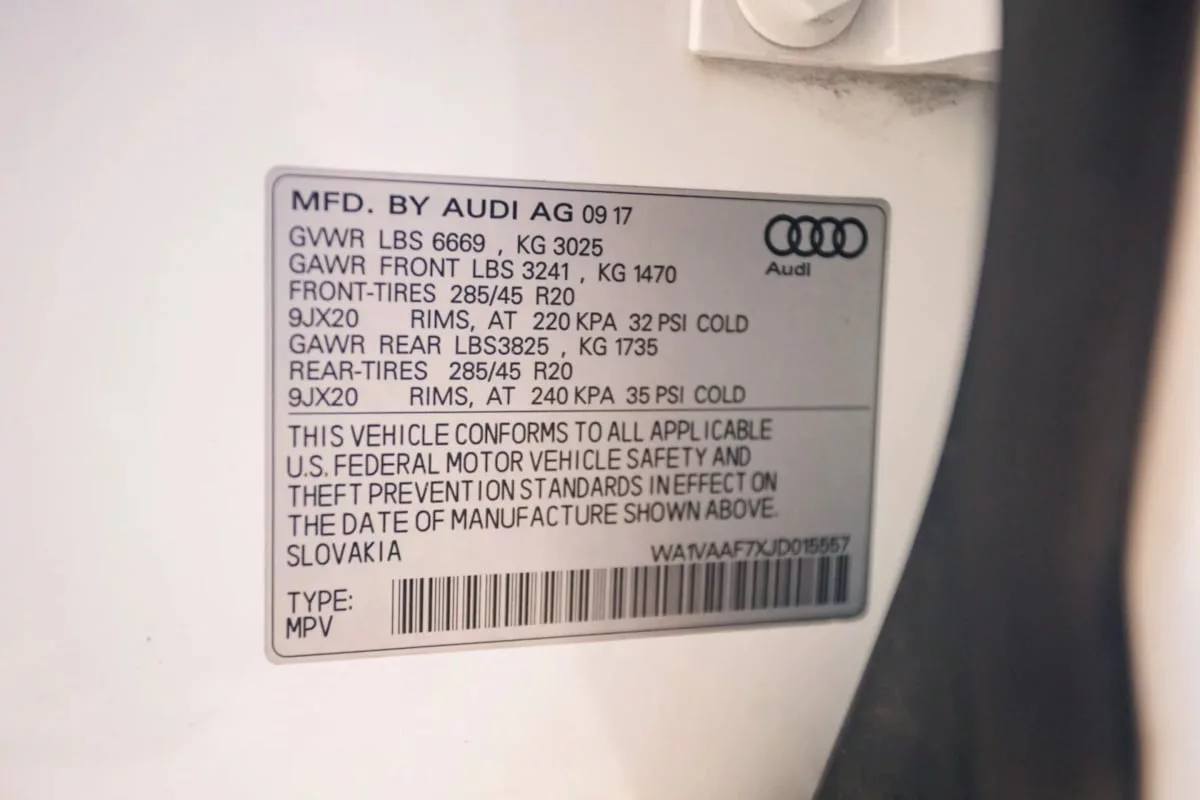 MFD. BY AUDI AG 09 17
GVWR LBS 6669 , KG 3025
GAWR FRONT LBS 3241 , KG 1470
FRONT-TIRES 285/45 R20
9JX20 RIMS, AT 220 KPA 32 PSI COLD
GAWR REAR LBS3825 , KG 1735
REAR-TIRES 285/45 R20
9JX20 RIMS, AT 240 KPA 35 PSI COLD
Audi
THIS VEHICLE CONFORMS TO ALL APPLICABLE
U.S. FEDERAL MOTOR VEHICLE SAFETY AND
THEFT PREVENTION STANDARDS IN EFFECT ON
THE DATE OF MANUFACTURE SHOWN ABOVE.
SLOVAKIA WA1VAAF7XJD015557
TYPE:
MPV